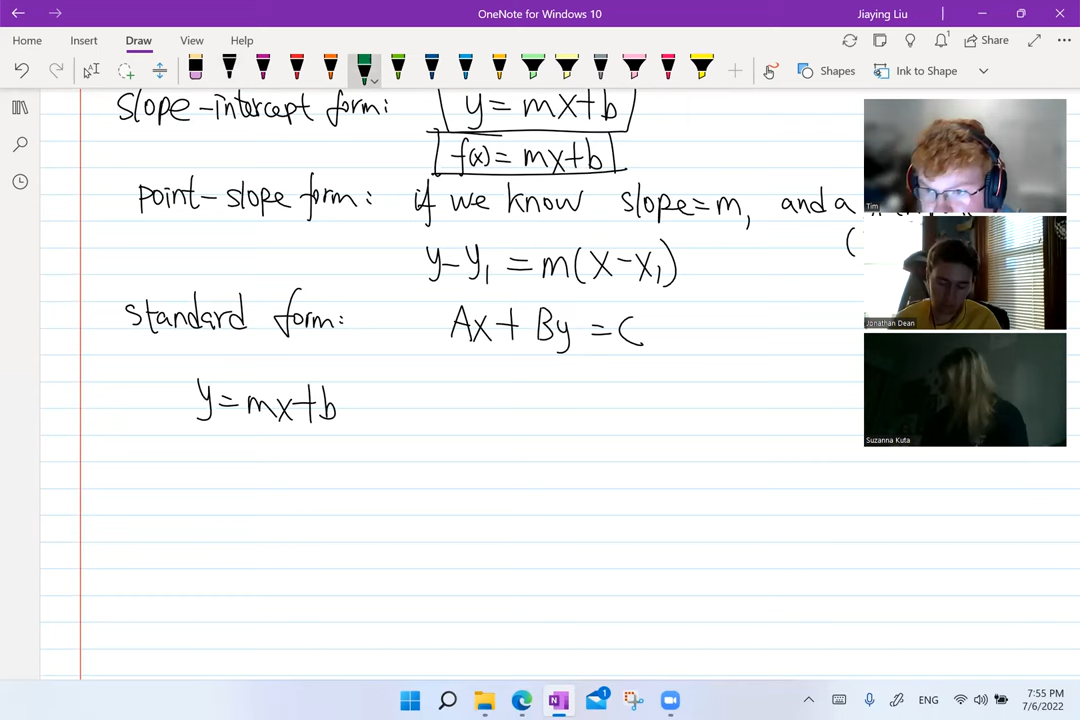 OneNote for Windows 10
Jiaying Liu
Home Insert Draw View Help
Share
Shapes
Ink to Shape
slope-intercept form: y = mx+b
f(x) = mx+b
point-slope form: if we know slope=m, and a
(
y-y₁ = m(x-x₁)
standard form: Ax + By = C
y = mx+b
Tim
Jonathan Dean
Suzanna Kuta
1
ENG
7:55 PM
7/6/2022